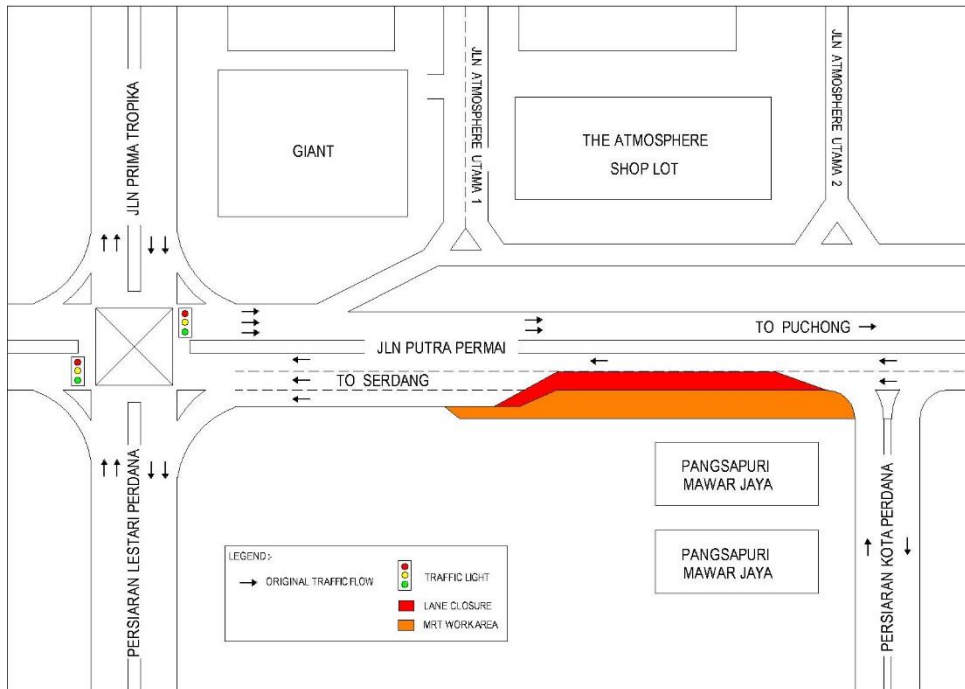 JLN PRIMA TROPIKA
GIANT
JLN ATMOSPHERE UTAMA 1
THE ATMOSPHERE
SHOP LOT
JLN ATMOSPHERE UTAMA 2
TO PUCHONG
JLN PUTRA PERMAI
TO SERDANG
PERSIARAN LESTARI PERDANA
PANGSAPURI
MAWAR JAYA
PANGSAPURI
MAWAR JAYA
PERSIARAN KOTA PERDANA
LEGEND:-
ORIGINAL TRAFFIC FLOW
TRAFFIC LIGHT
LANE CLOSURE
MRT WORKAREA